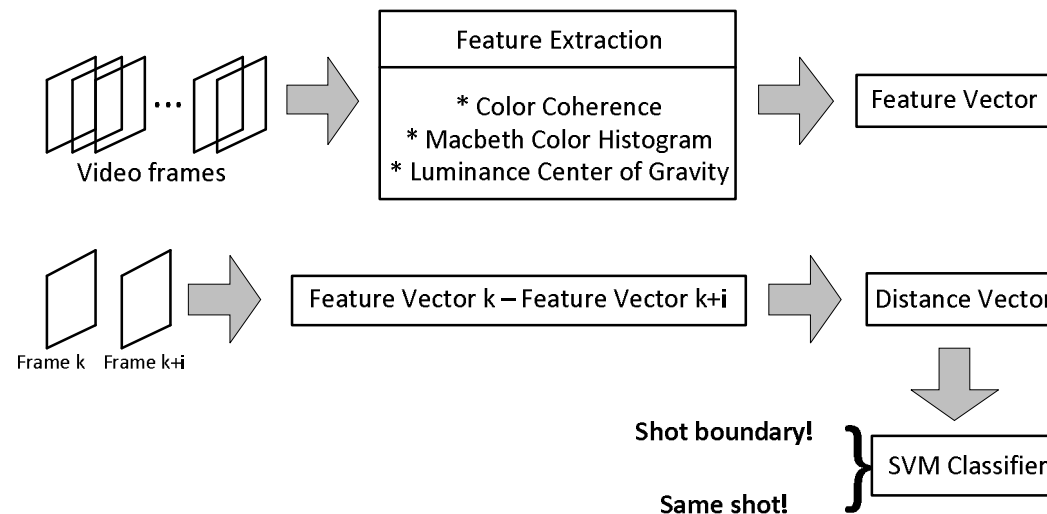 Feature Extraction
* Color Coherence
* Macbeth Color Histogram
* Luminance Center of Gravity
Feature Vector
...
Video frames
Feature Vector k – Feature Vector k+i
Distance Vector
Frame k
Frame k+i
Shot boundary!
}
SVM Classifier
Same shot!